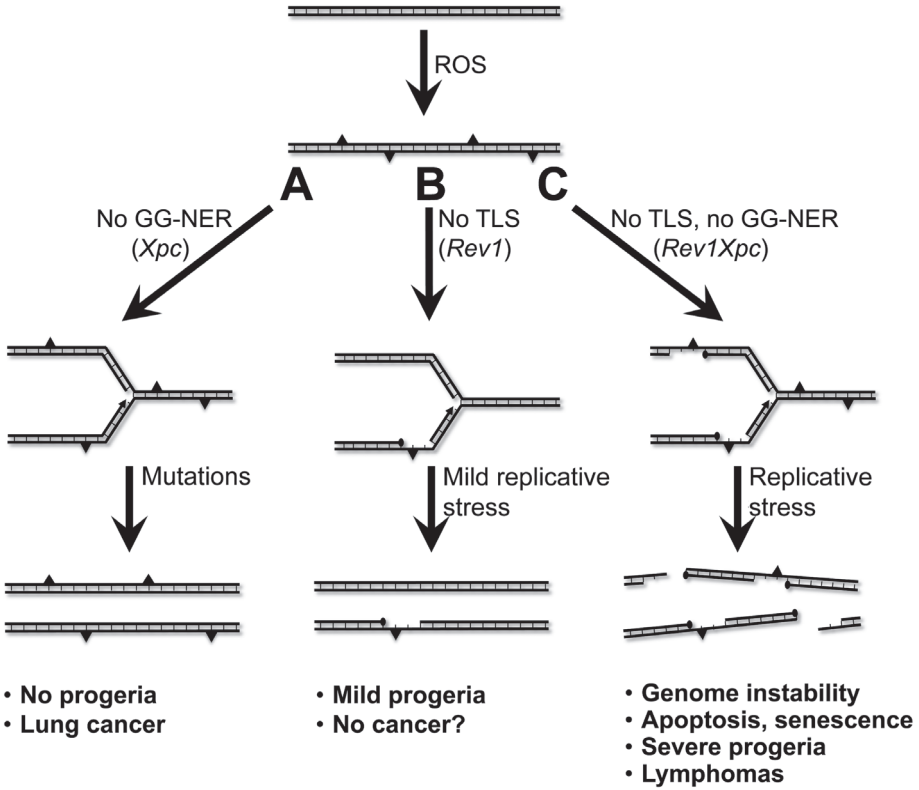 ROS
A
B
C
No GG-NER
(Xpc)
No TLS
(Rev1)
No TLS, no GG-NER
(Rev1Xpc)
Mutations
Mild replicative
stress
Replicative
stress
• No progeria
• Lung cancer
• Mild progeria
• No cancer?
• Genome instability
• Apoptosis, senescence
• Severe progeria
• Lymphomas